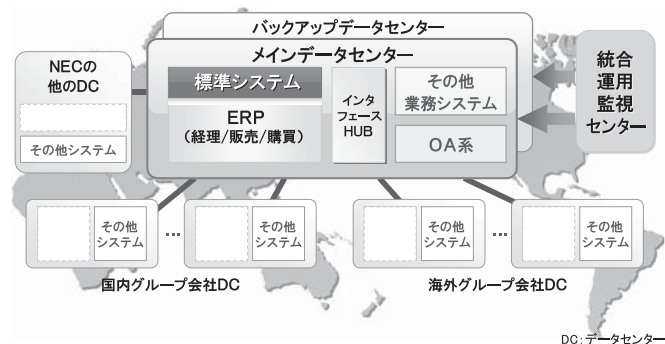 バックアップデータセンター
メインデータセンター
NECの
他のDC
その他システム
標準システム
ERP
(経理/販売/購買)
インタ
フェース
HUB
その他
業務システム
OA系
統合
運用
監視
センター
その他
システム
…
その他
システム
その他
システム
…
その他
システム
国内グループ会社DC
海外グループ会社DC
DC:データセンター